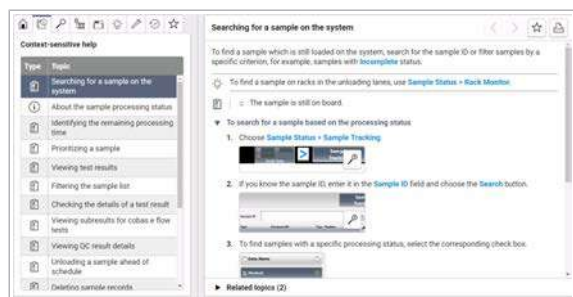 Context-sensitive help
Type Topic
Searching for a sample on the
system
About the sample processing status
Identifying the remaining processing
time
Prioritizing a sample
Viewing test results
Filtering the sample list
Checking the details of a test result
Viewing subresults for cobas e flow
tests
Viewing QC result details
Unloading a sample ahead of
schedule
Deleting sample records
Searching for a sample on the system
To find a sample which is still loaded on the system, search for the sample ID or filter samples by a
specific criterion, for example, samples with Incomplete status.
To find a sample on racks in the unloading lanes, use Sample Status > Rack Monitor.
The sample is still on board.
To search for a sample based on the processing status
1. Choose Sample Status > Sample Tracking.
2. If you know the sample ID, enter it in the Sample ID field and choose the Search button.
3. To find samples with a specific processing status, select the corresponding check box.
Related topics (2)